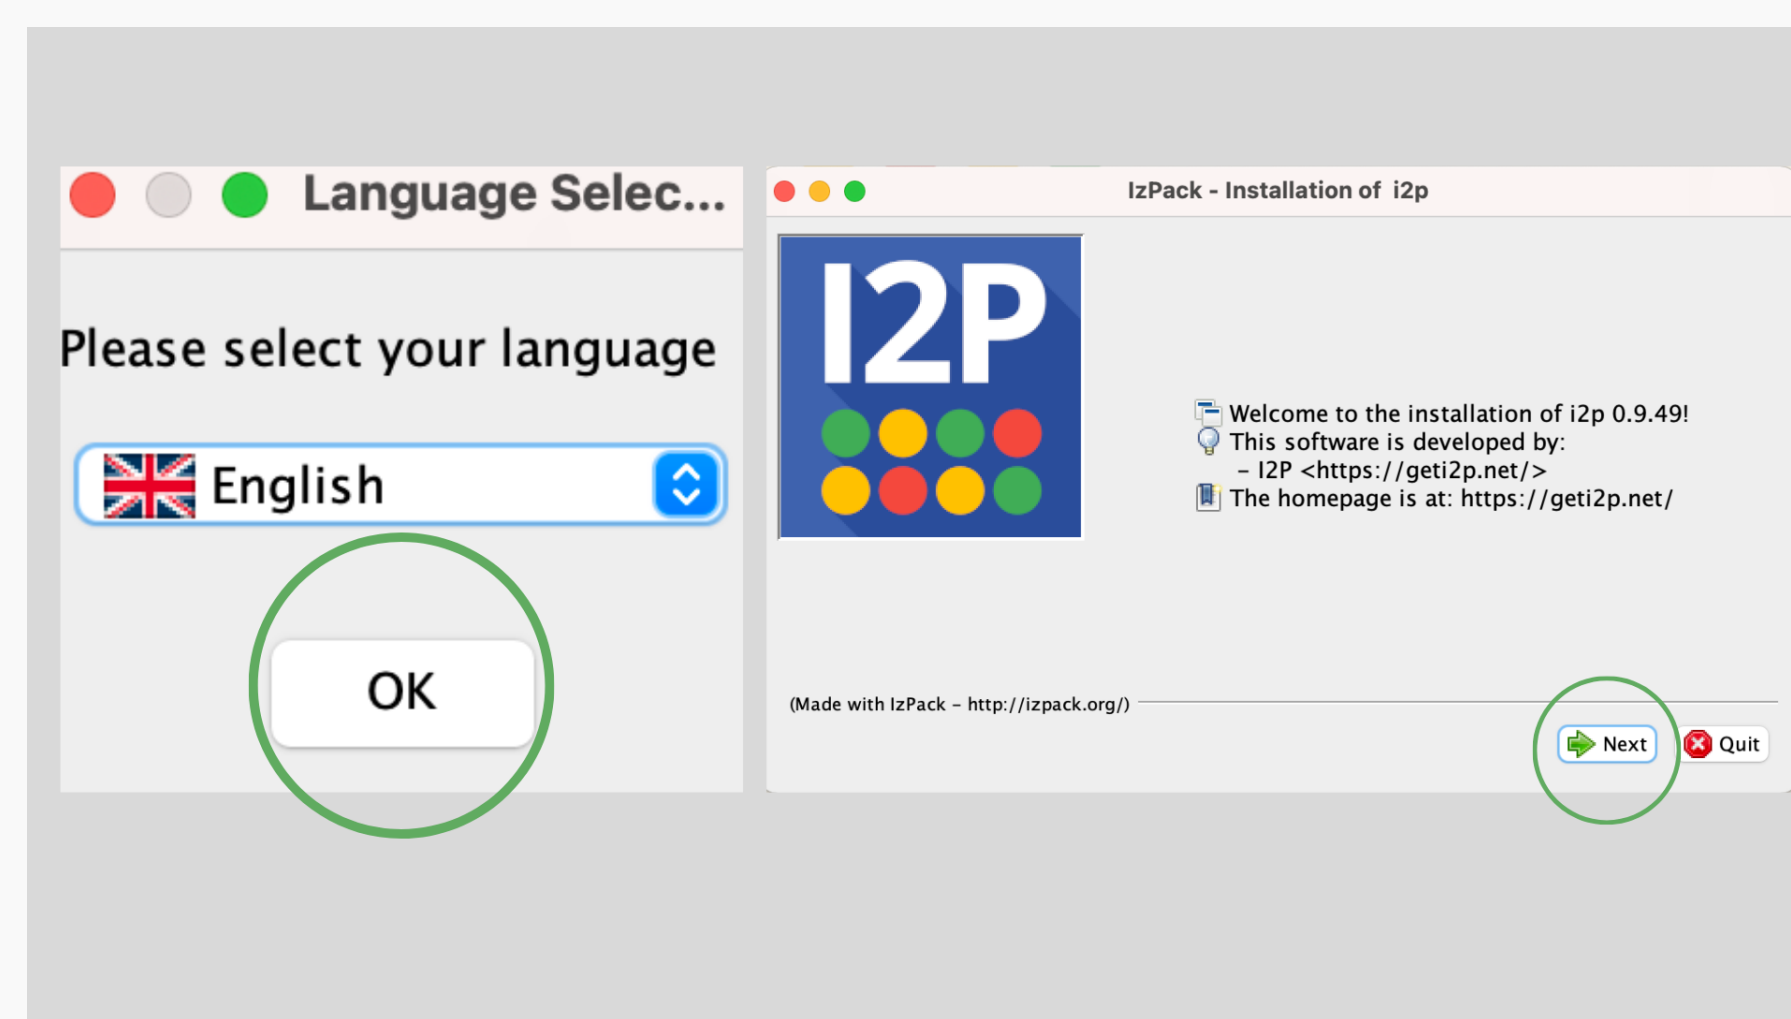 Language Selec...
Please select your language
English
OK
IzPack - Installation of i2p
I2P
Welcome to the installation of i2p 0.9.49!
This software is developed by:
- I2P <https://geti2p.net/>
The homepage is at: https://geti2p.net/
(Made with IzPack - http://izpack.org/)
Next
Quit